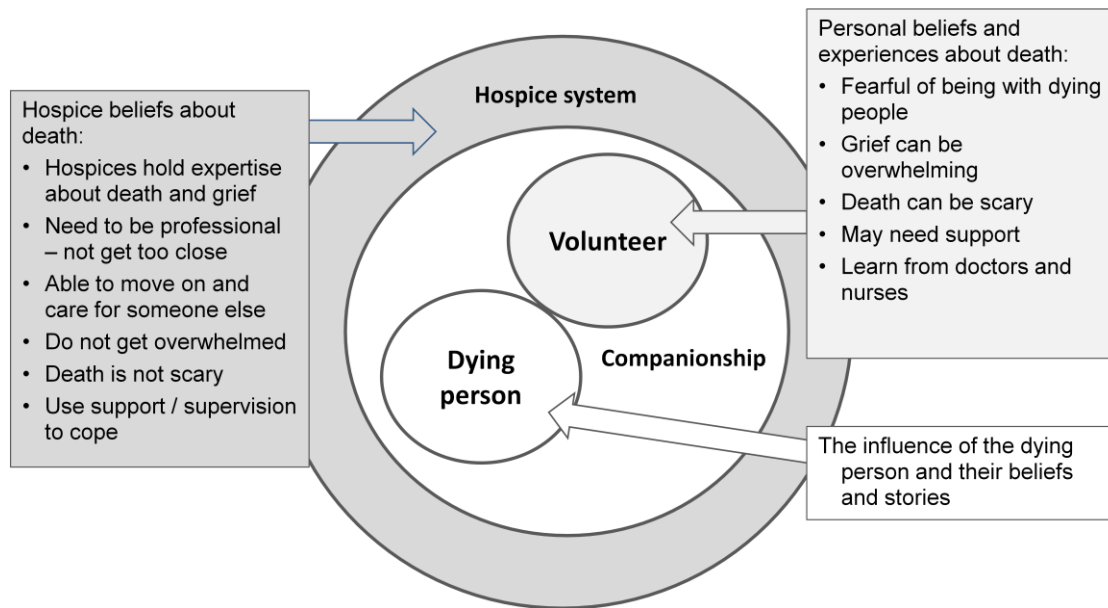 Hospice beliefs about
death:
• Hospices hold expertise
about death and grief
• Need to be professional
– not get too close
• Able to move on and
care for someone else
• Do not get overwhelmed
• Death is not scary
• Use support / supervision
to cope
Hospice system
Volunteer
Dying
person
Companionship
Personal beliefs and
experiences about death:
• Fearful of being with dying
people
• Grief can be
overwhelming
• Death can be scary
• May need support
• Learn from doctors and
nurses
The influence of the dying
person and their beliefs
and stories